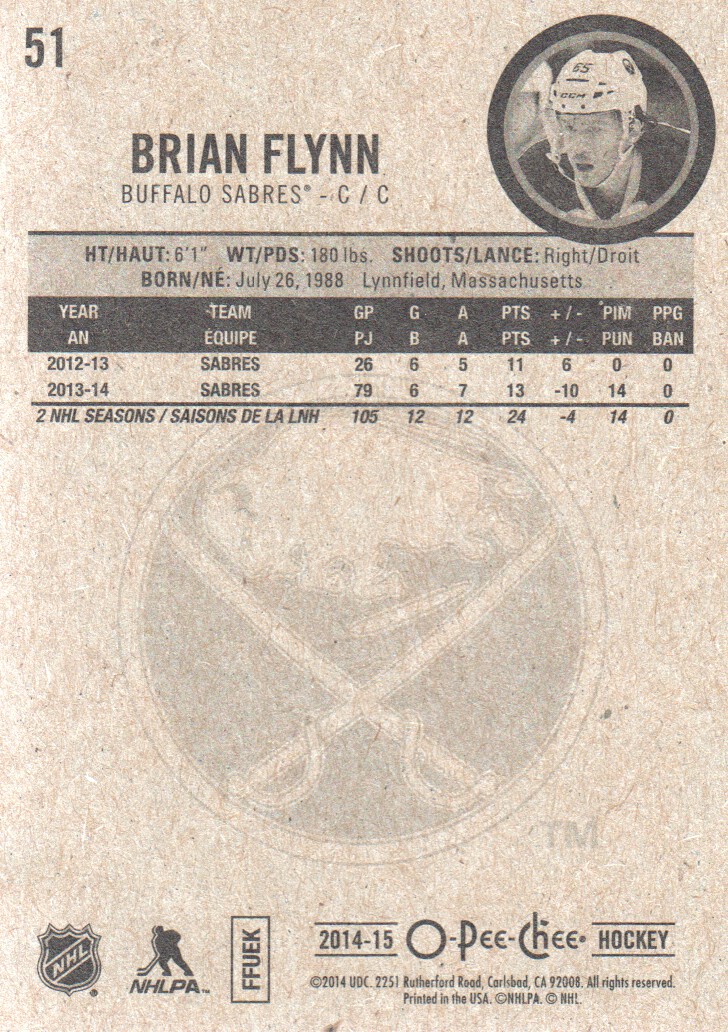 51
65
CCM
BRIAN FLYNN
BUFFALO SABRES® - C / C
HT/HAUT: 6'1" WT/PDS: 180 lbs. SHOOTS/LANCE: Right/Droit
BORN/NÉ: July 26, 1988 Lynnfield, Massachusetts
YEAR TEAM GP G A PTS + / - PIM PPG
AN ÉQUIPE PJ B A PTS + / - PUN BAN
2012-13 SABRES 26 6 5 11 6 0 0
2013-14 SABRES 79 6 7 13 -10 14 0
2 NHL SEASONS / SAISONS DE LA LNH 105 12 12 24 -4 14 0
TM
NHL ®
NHLPA™
FFUEK
2014-15 O-Pee-Chee® HOCKEY
©2014 UDC. 2251 Rutherford Road, Carlsbad, CA 92008. All rights reserved.
Printed in the USA. ©NHLPA. © NHL.